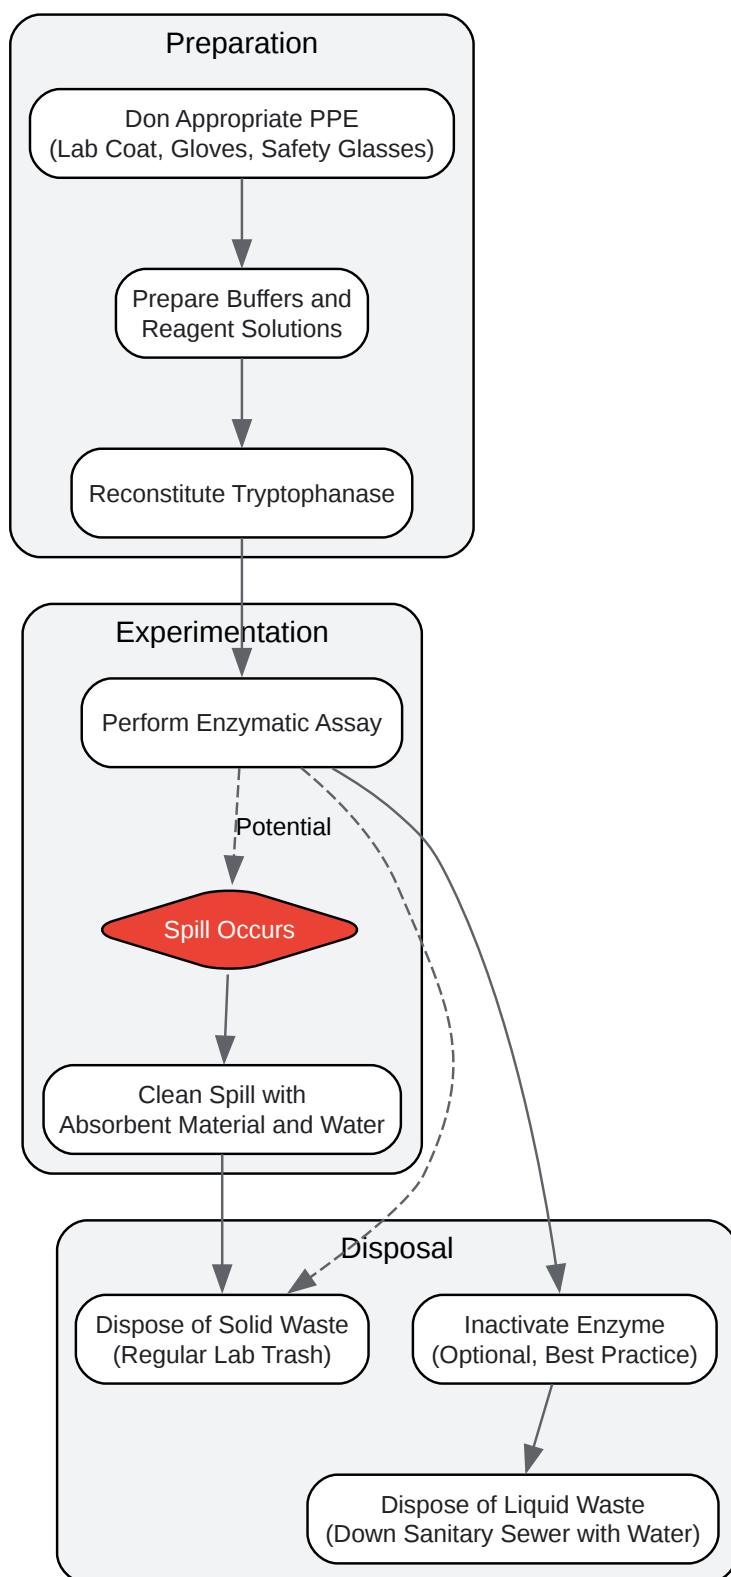 Preparation
Don Appropriate PPE
(Lab Coat, Gloves, Safety Glasses)
Prepare Buffers and
Reagent Solutions
Reconstitute Tryptophanase
Experimentation
Perform Enzymatic Assay
Potential
Spill Occurs
Clean Spill with
Absorbent Material and Water
Disposal
Dispose of Solid Waste
(Regular Lab Trash)
Inactivate Enzyme
(Optional, Best Practice)
Dispose of Liquid Waste
(Down Sanitary Sewer with Water)